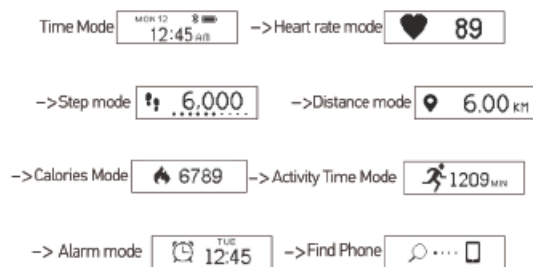 Time Mode MON 12 12:45 AM –>Heart rate mode 89
–>Step mode 6,000 –>Distance mode 6.00 KM
–>Calories Mode 6789 –>Activity Time Mode 1209 MIN
–> Alarm mode TUE 12:45 –>Find Phone